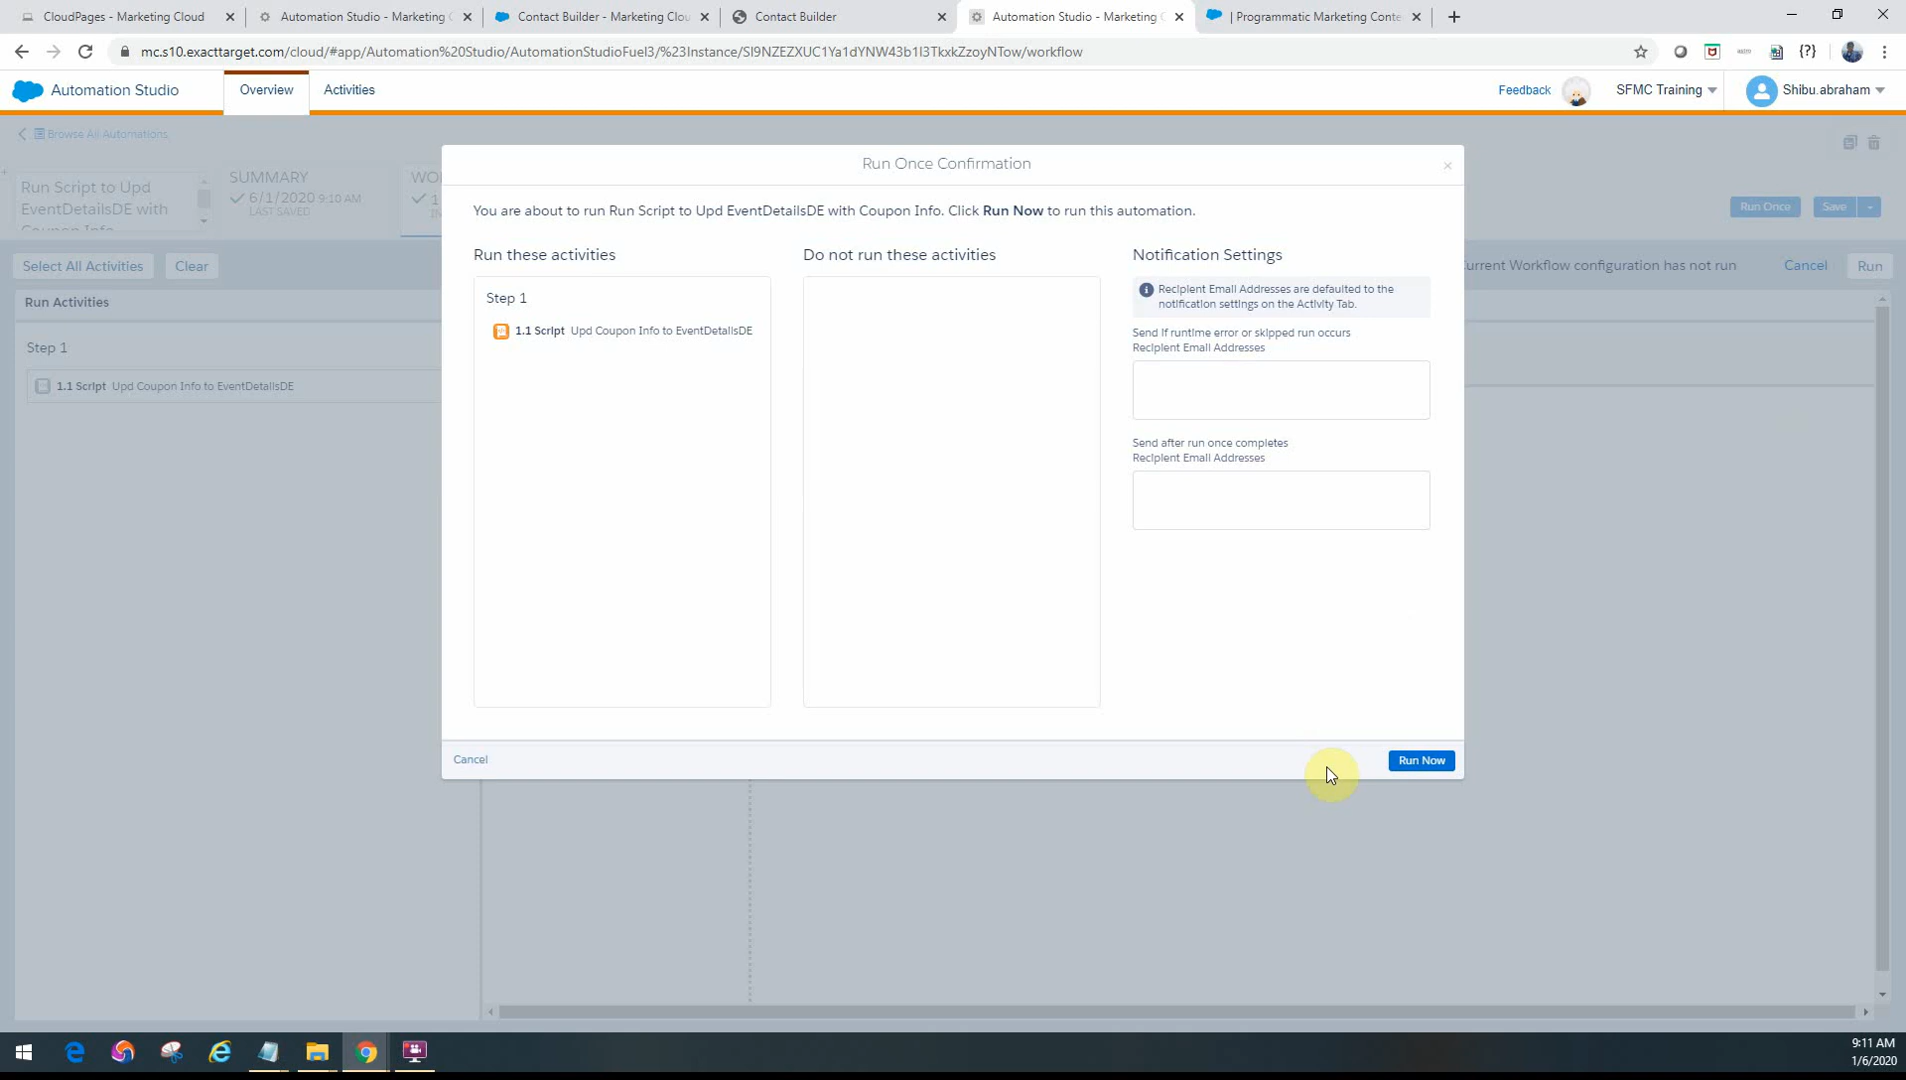 CloudPages - Marketing Cloud
Automation Studio - Marketing C
Contact Builder - Marketing Clou
Contact Builder
Automation Studio - Marketing C
| Programmatic Marketing Conte
mc.s10.exacttarget.com/cloud/#app/Automation%20Studio/AutomationStudioFuel3/%23Instance/Sl9NZEZXUC1Ya1dYNW43b1I3TkxkZzoyNTow/workflow
{?}
Automation Studio
Overview
Activities
Feedback
SFMC Training
Shibu.abraham
Browse All Automations
Run Script to Upd
EventDetailsDE with
Coupon Info
SUMMARY
6/1/2020 9:10 AM
LAST SAVED
WO
1
Run Once
Save
Select All Activities
Clear
Current Workflow configuration has not run
Cancel
Run
Run Activities
Step 1
1.1 Script Upd Coupon Info to EventDetailsDE
Run Once Confirmation
×
You are about to run Run Script to Upd EventDetailsDE with Coupon Info. Click Run Now to run this automation.
Run these activities
Step 1
1.1 Script Upd Coupon Info to EventDetailsDE
Do not run these activities
Notification Settings
Recipient Email Addresses are defaulted to the
notification settings on the Activity Tab.
Send if runtime error or skipped run occurs
Recipient Email Addresses
Send after run once completes
Recipient Email Addresses
Cancel
Run Now
9:11 AM
1/6/2020